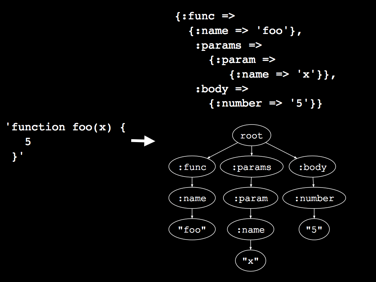 {:func =>
{:name => 'foo'},
:params =>
{:param =>
{:name => 'x'}},
:body =>
{:number => '5'}}
'function foo(x) {
5
}'
root
:func :params :body
:name :param :number
"foo" :name "5"
"x"